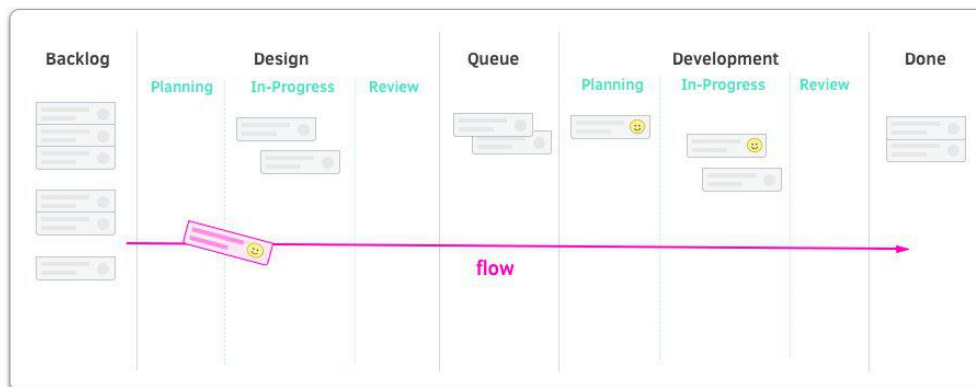 Backlog
Design
Queue
Development
Done
Planning
In-Progress
Review
Planning
In-Progress
Review
flow